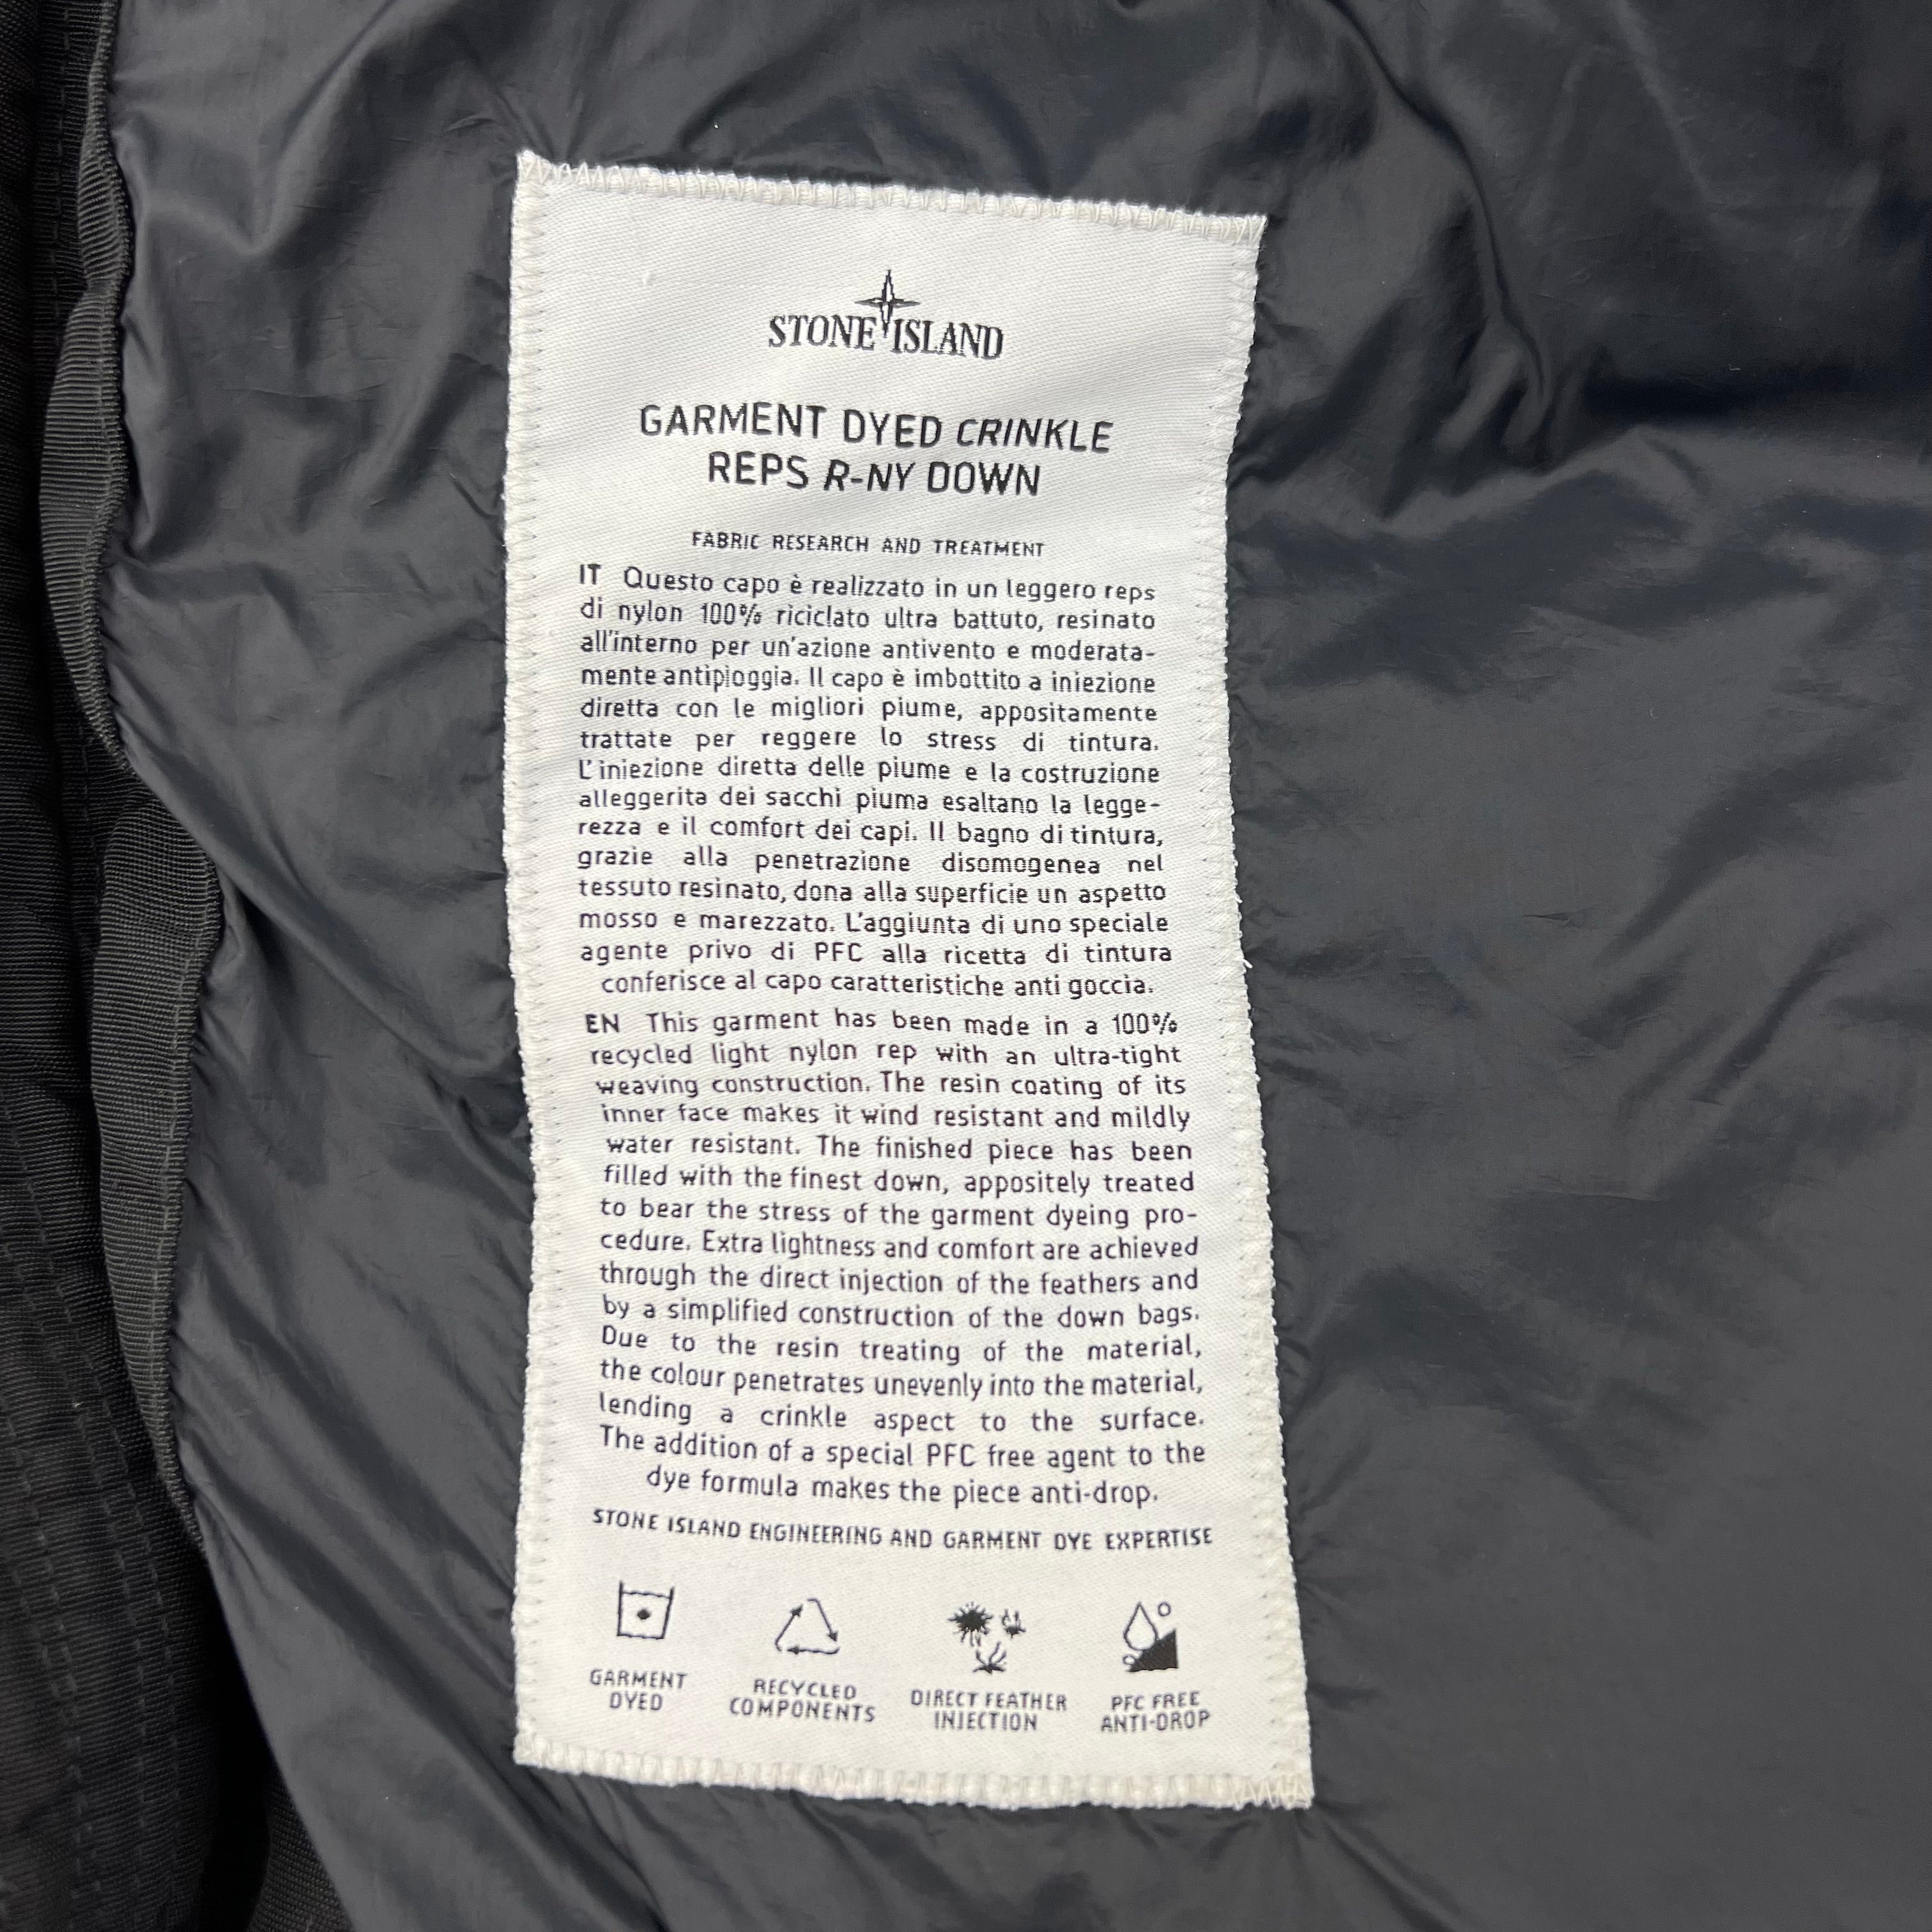 STONE ISLAND
GARMENT DYED CRINKLE
REPS R-NY DOWN
FABRIC RESEARCH AND TREATMENT
IT Questo capo è realizzato in un leggero reps
di nylon 100% riciclato ultra battuto, resinato
all'interno per un'azione antivento e moderata-
mente antipioggia. Il capo è imbottito a iniezione
diretta con le migliori piume, appositamente
trattate per reggere lo stress di tintura.
L'iniezione diretta delle piume e la costruzione
alleggerita dei sacchi piuma esaltano la legge-
rezza e il comfort dei capi. Il bagno di tintura,
grazie alla penetrazione disomogenea nel
tessuto resinato, dona alla superficie un aspetto
mosso e marezzato. L'aggiunta di uno speciale
agente privo di PFC alla ricetta di tintura
conferisce al capo caratteristiche anti goccia.
EN This garment has been made in a 100%
recycled light nylon rep with an ultra-tight
weaving construction. The resin coating of its
inner face makes it wind resistant and mildly
water resistant. The finished piece has been
filled with the finest down, appositely treated
to bear the stress of the garment dyeing pro-
cedure. Extra lightness and comfort are achieved
through the direct injection of the feathers and
by a simplified construction of the down bags.
Due to the resin treating of the material,
the colour penetrates unevenly into the material,
lending a crinkle aspect to the surface.
The addition of a special PFC free agent to the
dye formula makes the piece anti-drop.
STONE ISLAND ENGINEERING AND GARMENT DYE EXPERTISE
GARMENT
DYED
RECYCLED
COMPONENTS
DIRECT FEATHER
INJECTION
PFC FREE
ANTI-DROP